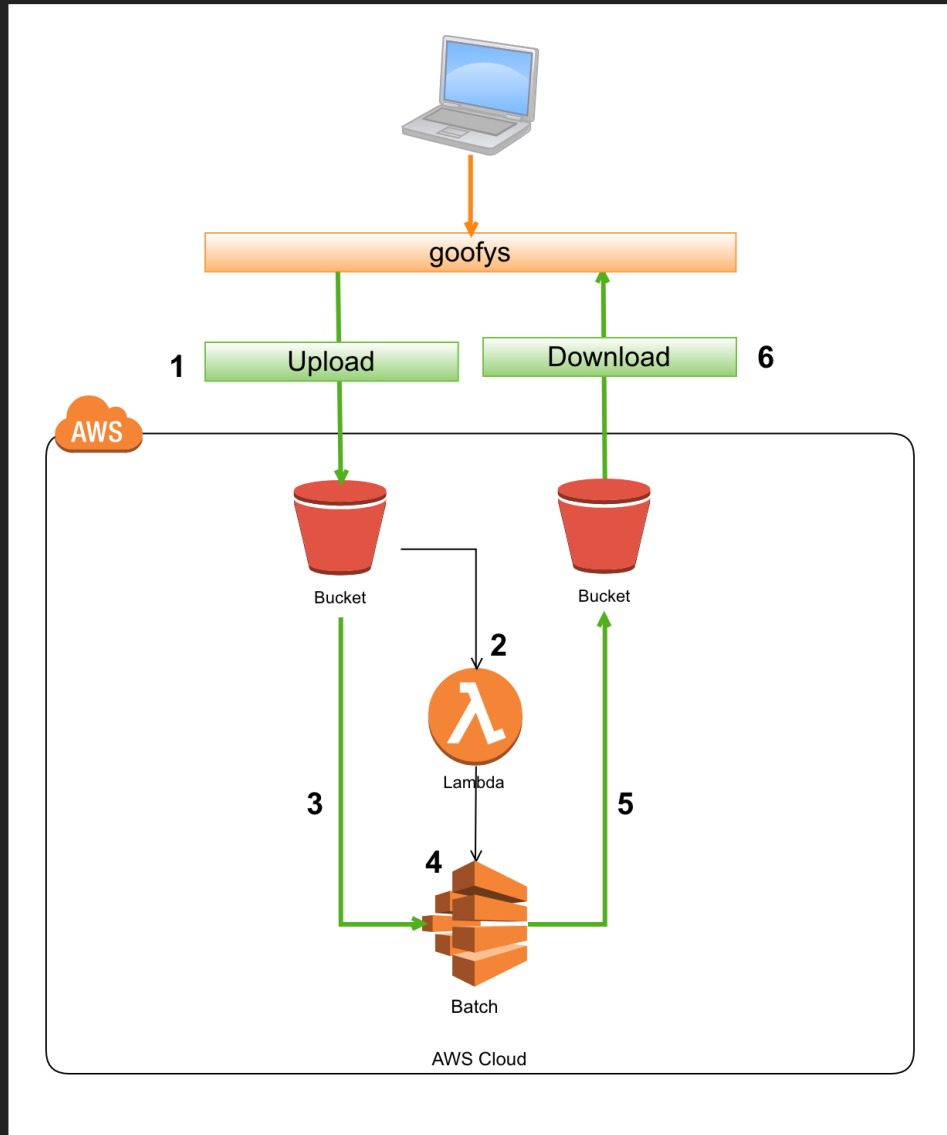 goofys
1
Upload
Download
6
AWS
Bucket
Bucket
2
λ
Lambda
3
5
4
Batch
AWS Cloud